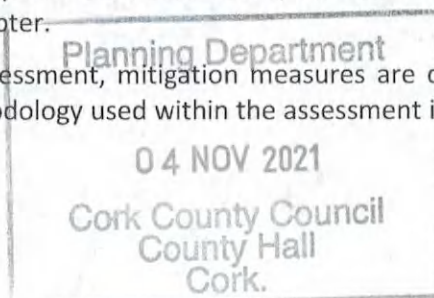 pter.
Planning Department
essment, mitigation measures are
dology used within the assessment i
04 NOV 2021
Cork County Council
County Hall
Cork.